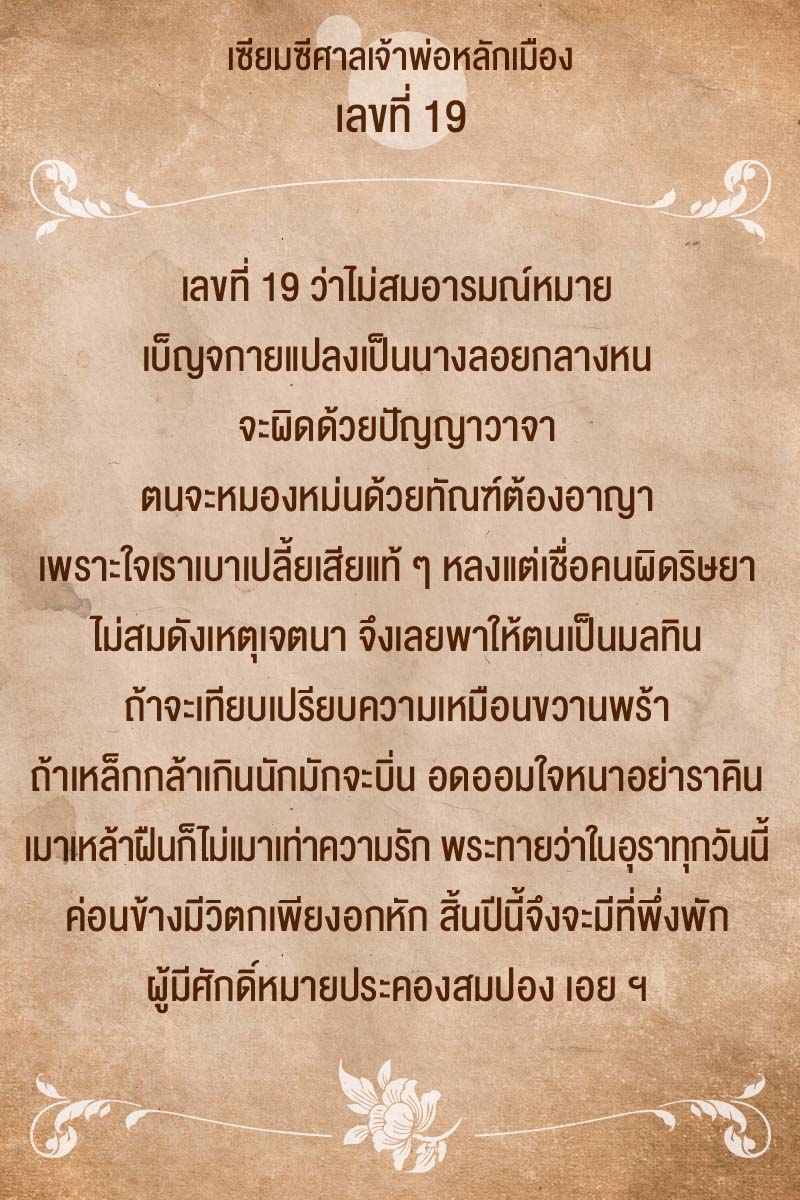 เซียมซีศาลเจ้าพ่อหลักเมือง
เลขที่ 19
เลขที่ 19 ว่าไม่สมอารมณ์หมาย
เบ็ญจกายแปลงเป็นนางลอยกลางหน
จะผิดด้วยปัญญาวาจา
ตนจะหมองหม่นด้วยทัณฑ์ต้องอาญา
เพราะใจเราเบาเปลี้ยเสียแท้ ๆ หลงแต่เชื่อคนผิดริษยา
ไม่สมดังเหตุเจตนา จึงเลยพาให้ตนเป็นมลทิน
ถ้าจะเทียบเปรียบความเหมือนขวานพร้า
ถ้าเหล็กกล้าเกินนักมักจะบิ่น อดออมใจหนาอย่าราคิน
เมาเหล้าฝืนก็ไม่เมาเท่าความรัก พระทายว่าในอุราทุกวันนี้
ค่อนข้างมีวิตกเพียงอกหัก สิ้นปีนี้จึงจะมีที่พึ่งพัก
ผู้มีศักดิ์หมายประคองสมปอง เอย ฯ